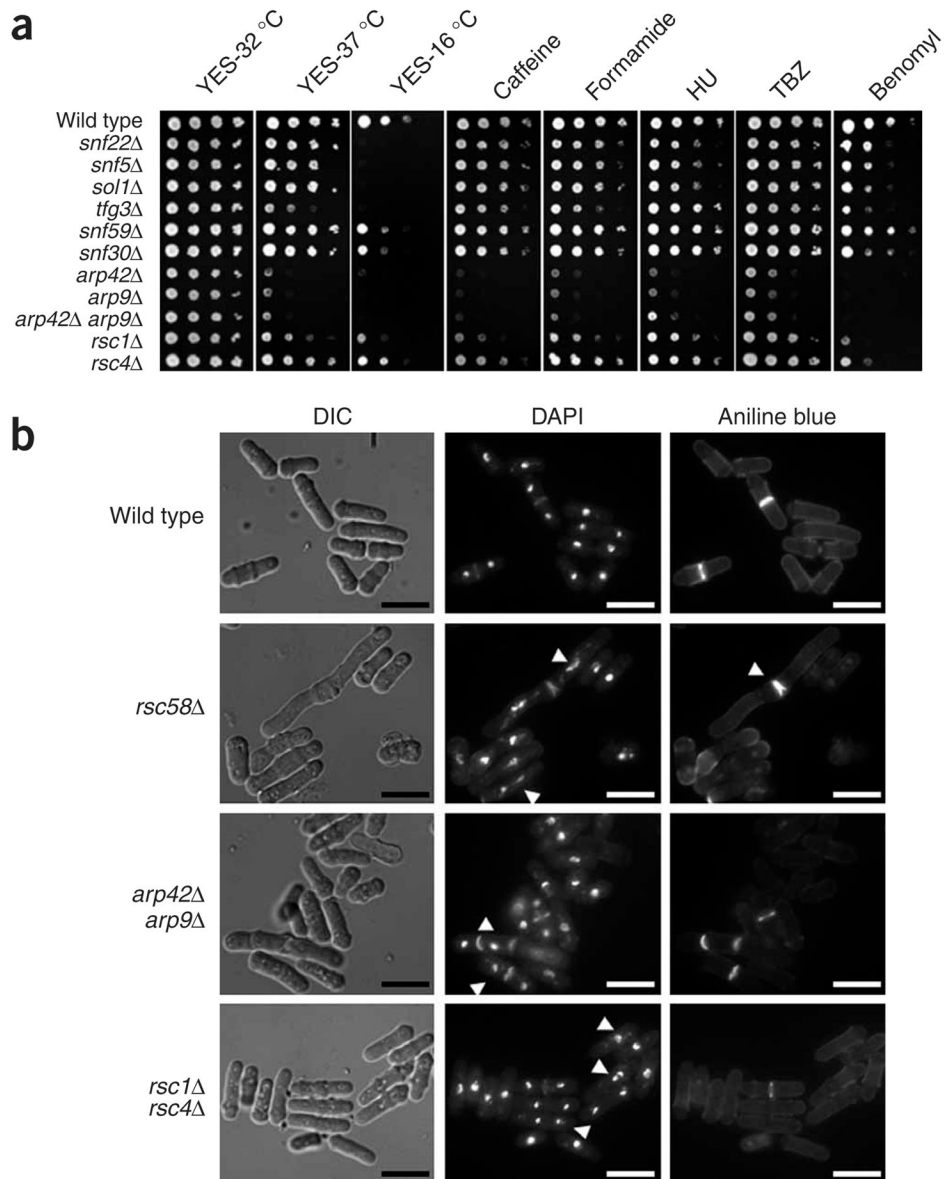 a
YES-32 °C
YES-37 °C
YES-16 °C
Caffeine
Formamide
HU
TBZ
Benomyl
Wild type
snf22Δ
snf5Δ
sol1Δ
tfg3Δ
snf59Δ
snf30Δ
arp42Δ
arp9Δ
arp42Δ arp9Δ
rsc1Δ
rsc4Δ
b
DIC
DAPI
Aniline blue
Wild type
rsc58Δ
arp42Δ
arp9Δ
rsc1Δ
rsc4Δ